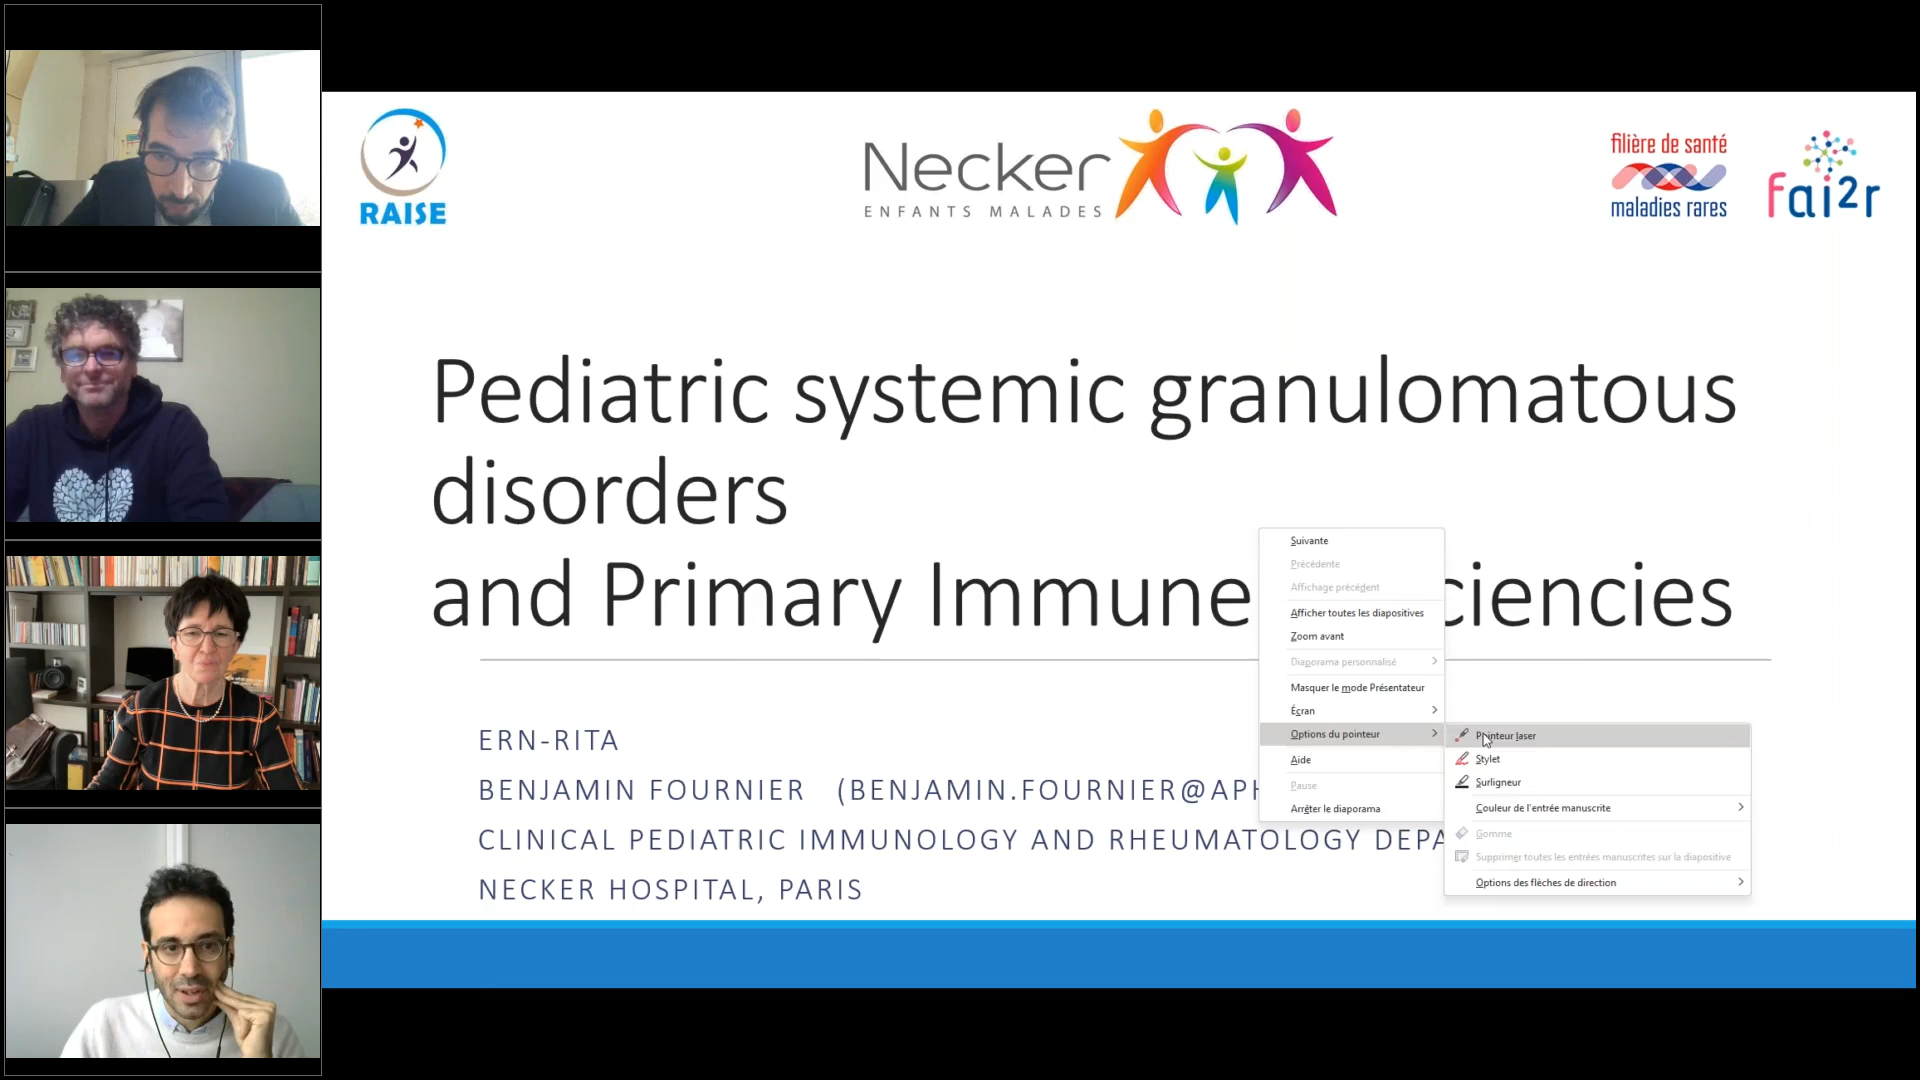 RAISE
Necker
ENFANTS MALADES
filière de santé
maladies rares
fai2r
Pediatric systemic granulomatous
disorders
and Primary Immune
ciencies
ERN-RITA
BENJAMIN FOURNIER (BENJAMIN.FOURNIER@APH
CLINICAL PEDIATRIC IMMUNOLOGY AND RHEUMATOLOGY DEPA
NECKER HOSPITAL, PARIS
Suivante
Précédente
Affichage précédent
Afficher toutes les diapositives
Zoom avant
Diaporama personnalisé
Masquer le mode Présentateur
Écran
Options du pointeur
Aide
Pause
Arrêter le diaporama
Pointeur laser
Stylet
Surligneur
Couleur de l'entrée manuscrite
Gomme
Supprimer toutes les entrées manuscrites sur la diapositive
Options des flèches de direction